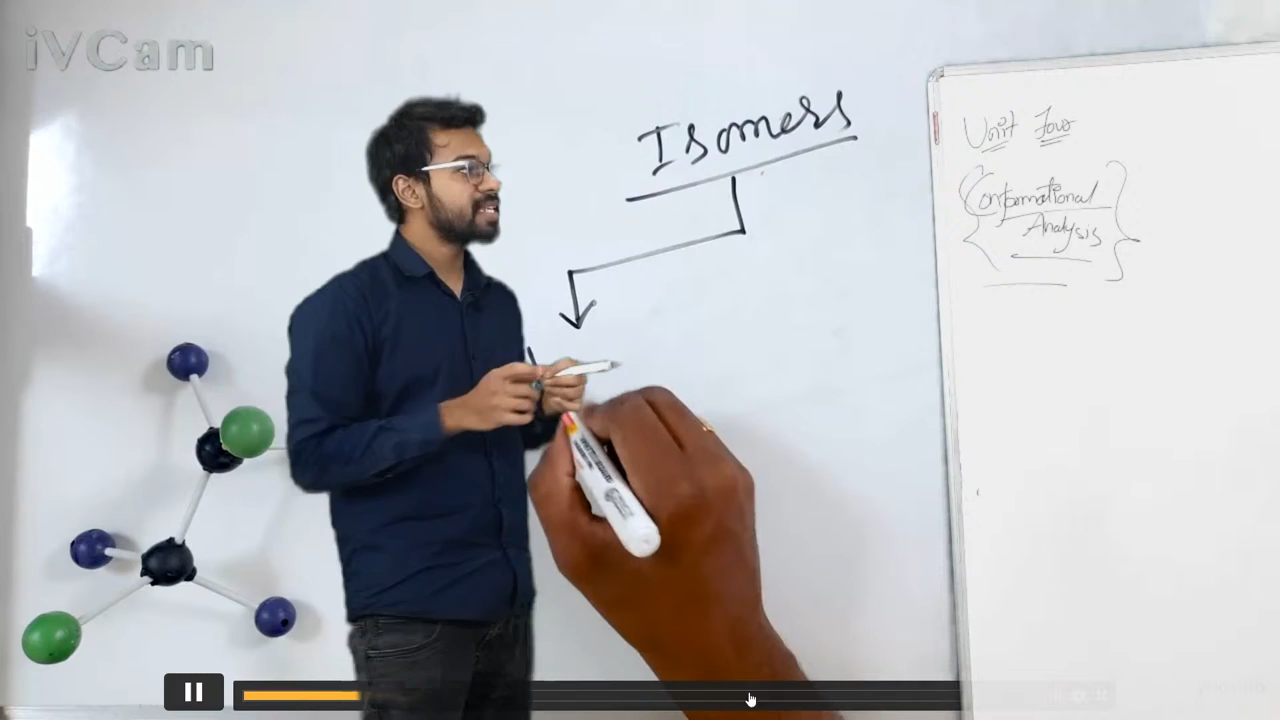 iVCam
Isomers
Unit Four
Conformational
Analysis